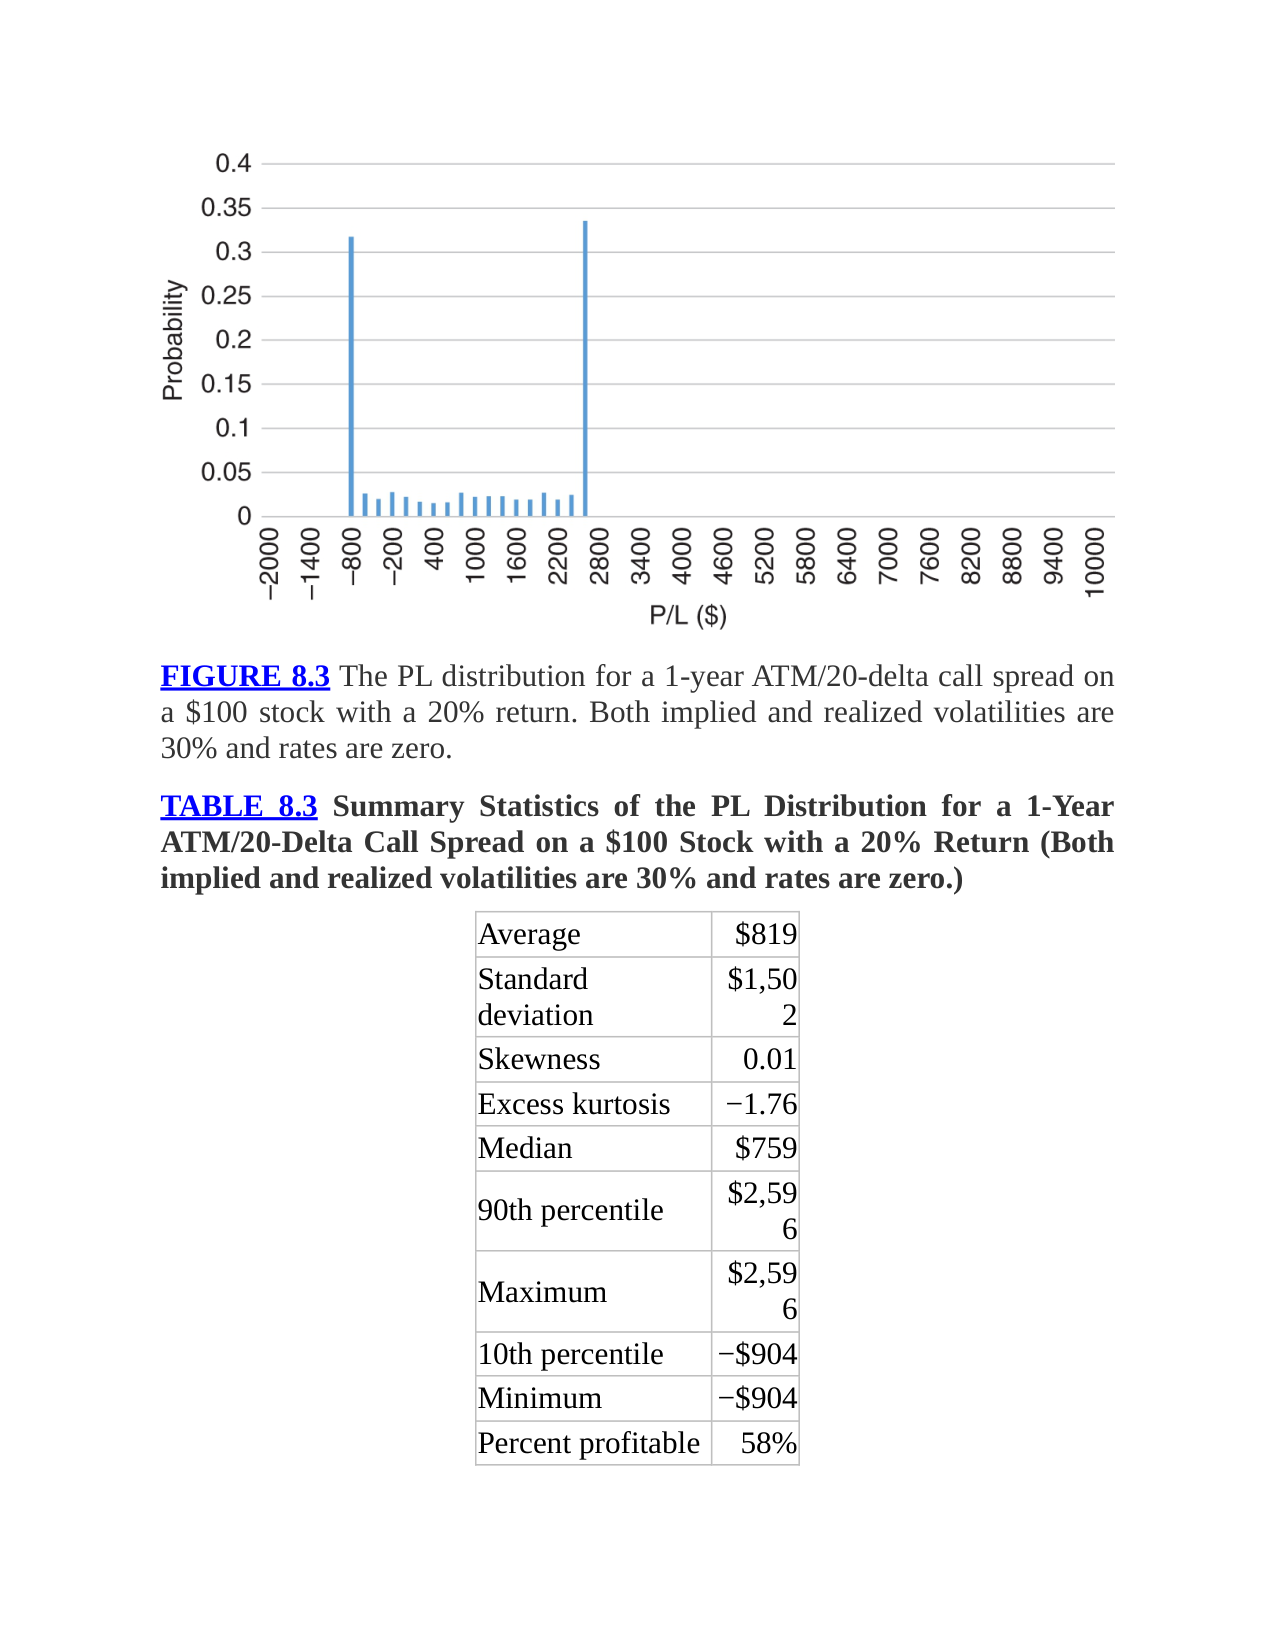 0.4
0.35
0.3
0.25
0.2
0.15
0.1
0.05
0
Probability
−2000
−1400
−800
−200
400
1000
1600
2200
2800
3400
4000
4600
5200
5800
6400
7000
7600
8200
8800
9400
10000
P/L ($)
FIGURE 8.3 The PL distribution for a 1-year ATM/20-delta call spread on
a $100 stock with a 20% return. Both implied and realized volatilities are
30% and rates are zero.
TABLE 8.3 Summary Statistics of the PL Distribution for a 1-Year
ATM/20-Delta Call Spread on a $100 Stock with a 20% Return (Both
implied and realized volatilities are 30% and rates are zero.)
Average $819
Standard $1,50
deviation 2
Skewness 0.01
Excess kurtosis −1.76
Median $759
90th percentile $2,59
6
Maximum $2,59
6
10th percentile −$904
Minimum −$904
Percent profitable 58%